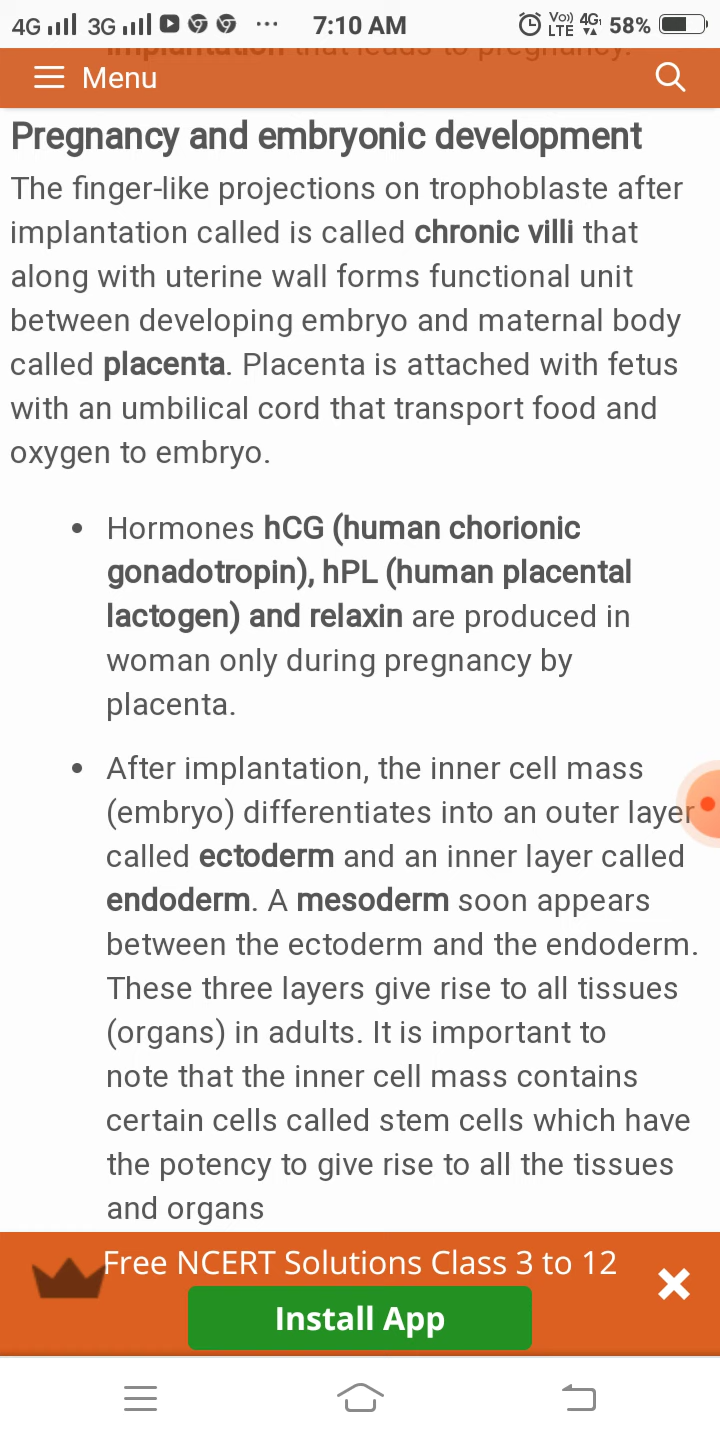 4G 3G ... 7:10 AM Vo)) LTE 4G 58%
implantation that leads to pregnancy.
Menu
Pregnancy and embryonic development
The finger-like projections on trophoblaste after
implantation called is called chronic villi that
along with uterine wall forms functional unit
between developing embryo and maternal body
called placenta. Placenta is attached with fetus
with an umbilical cord that transport food and
oxygen to embryo.
• Hormones hCG (human chorionic
gonadotropin), hPL (human placental
lactogen) and relaxin are produced in
woman only during pregnancy by
placenta.
• After implantation, the inner cell mass
(embryo) differentiates into an outer layer
called ectoderm and an inner layer called
endoderm. A mesoderm soon appears
between the ectoderm and the endoderm.
These three layers give rise to all tissues
(organs) in adults. It is important to
note that the inner cell mass contains
certain cells called stem cells which have
the potency to give rise to all the tissues
and organs
Free NCERT Solutions Class 3 to 12
Install App